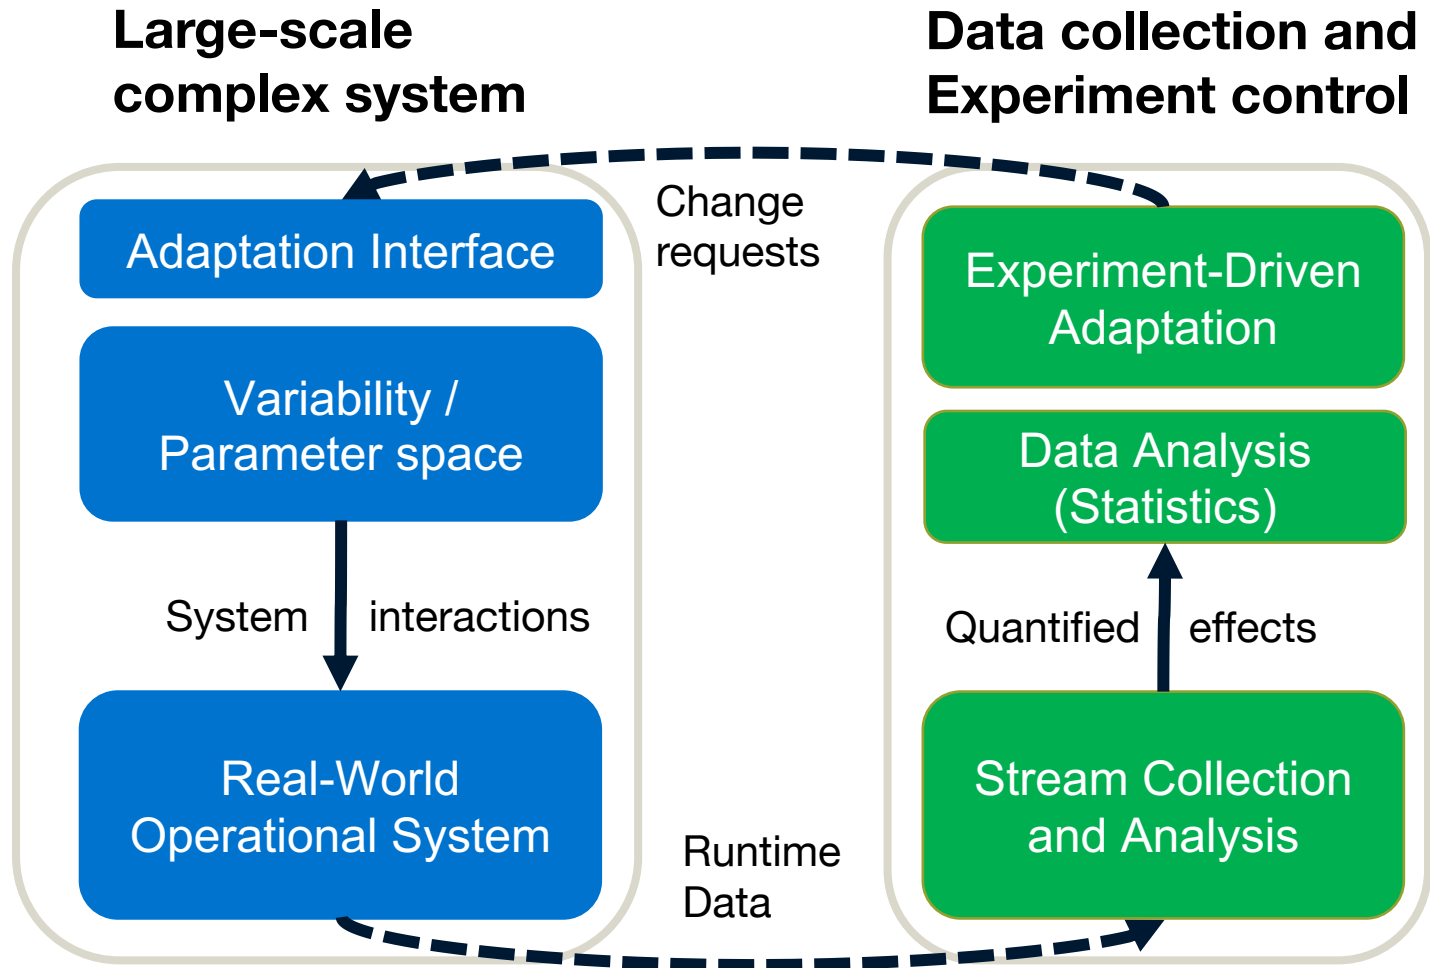 Large-scale
complex system
Data collection and
Experiment control
Change
requests
Adaptation Interface
Variability /
Parameter space
System interactions
Real-World
Operational System
Runtime
Data
Experiment-Driven
Adaptation
Data Analysis
(Statistics)
Quantified effects
Stream Collection
and Analysis